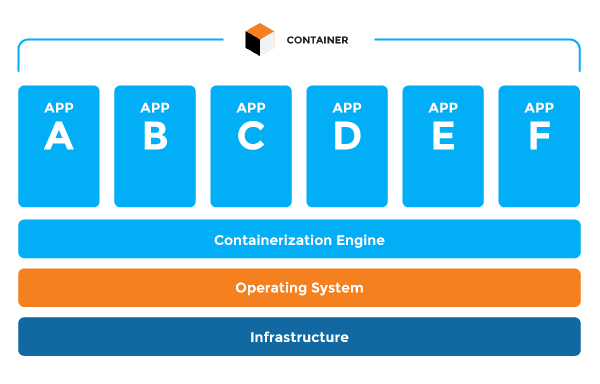 CONTAINER
APP APP APP APP APP APP
A B C D E F
Containerization Engine
Operating System
Infrastructure